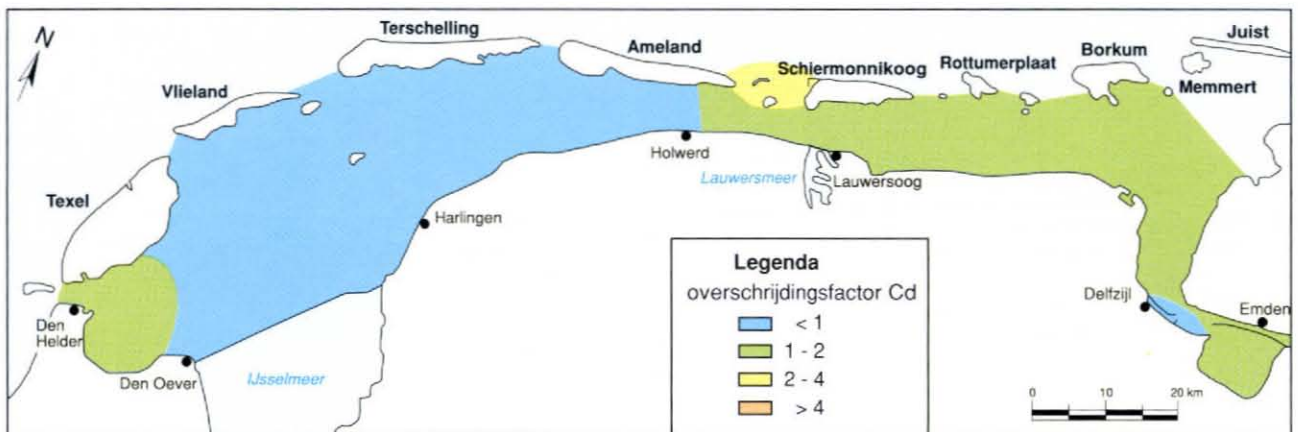 N
Terschelling
Ameland
Juist
Borkum
Rottumerplaat
Schiermonnikoog
Vlieland
Memmert
Holwerd
Lauwersmeer
Lauwersoog
Texel
Harlingen
Legenda
overschrijdingsfactor Cd
< 1
1 - 2
2 - 4
> 4
Delfzijl
Emden
Den
Helder
Den Oever
IJsselmeer
0 10 20 km